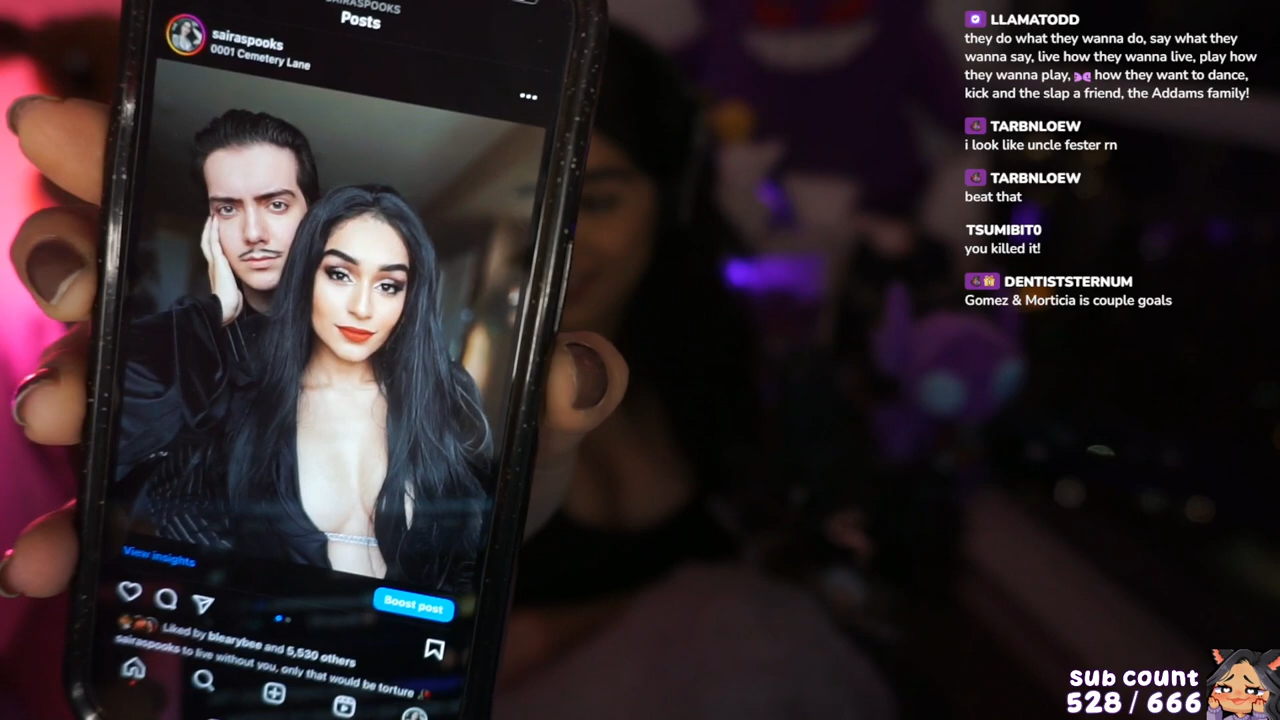 SAIRASPOOKS
Posts
sairaspooks
0001 Cemetery Lane
View insights
Boost post
Liked by blearybee and 5,530 others
sairaspooks to live without you, only that would be torture
LLAMATODD
they do what they wanna do, say what they
wanna say, live how they wanna live, play how
they wanna play, how they want to dance,
kick and the slap a friend, the Addams family!
TARBNLOEW
i look like uncle fester rn
TARBNLOEW
beat that
TSUMIBIT0
you killed it!
DENTISTSTERNUM
Gomez & Morticia is couple goals
sub count
528 / 666